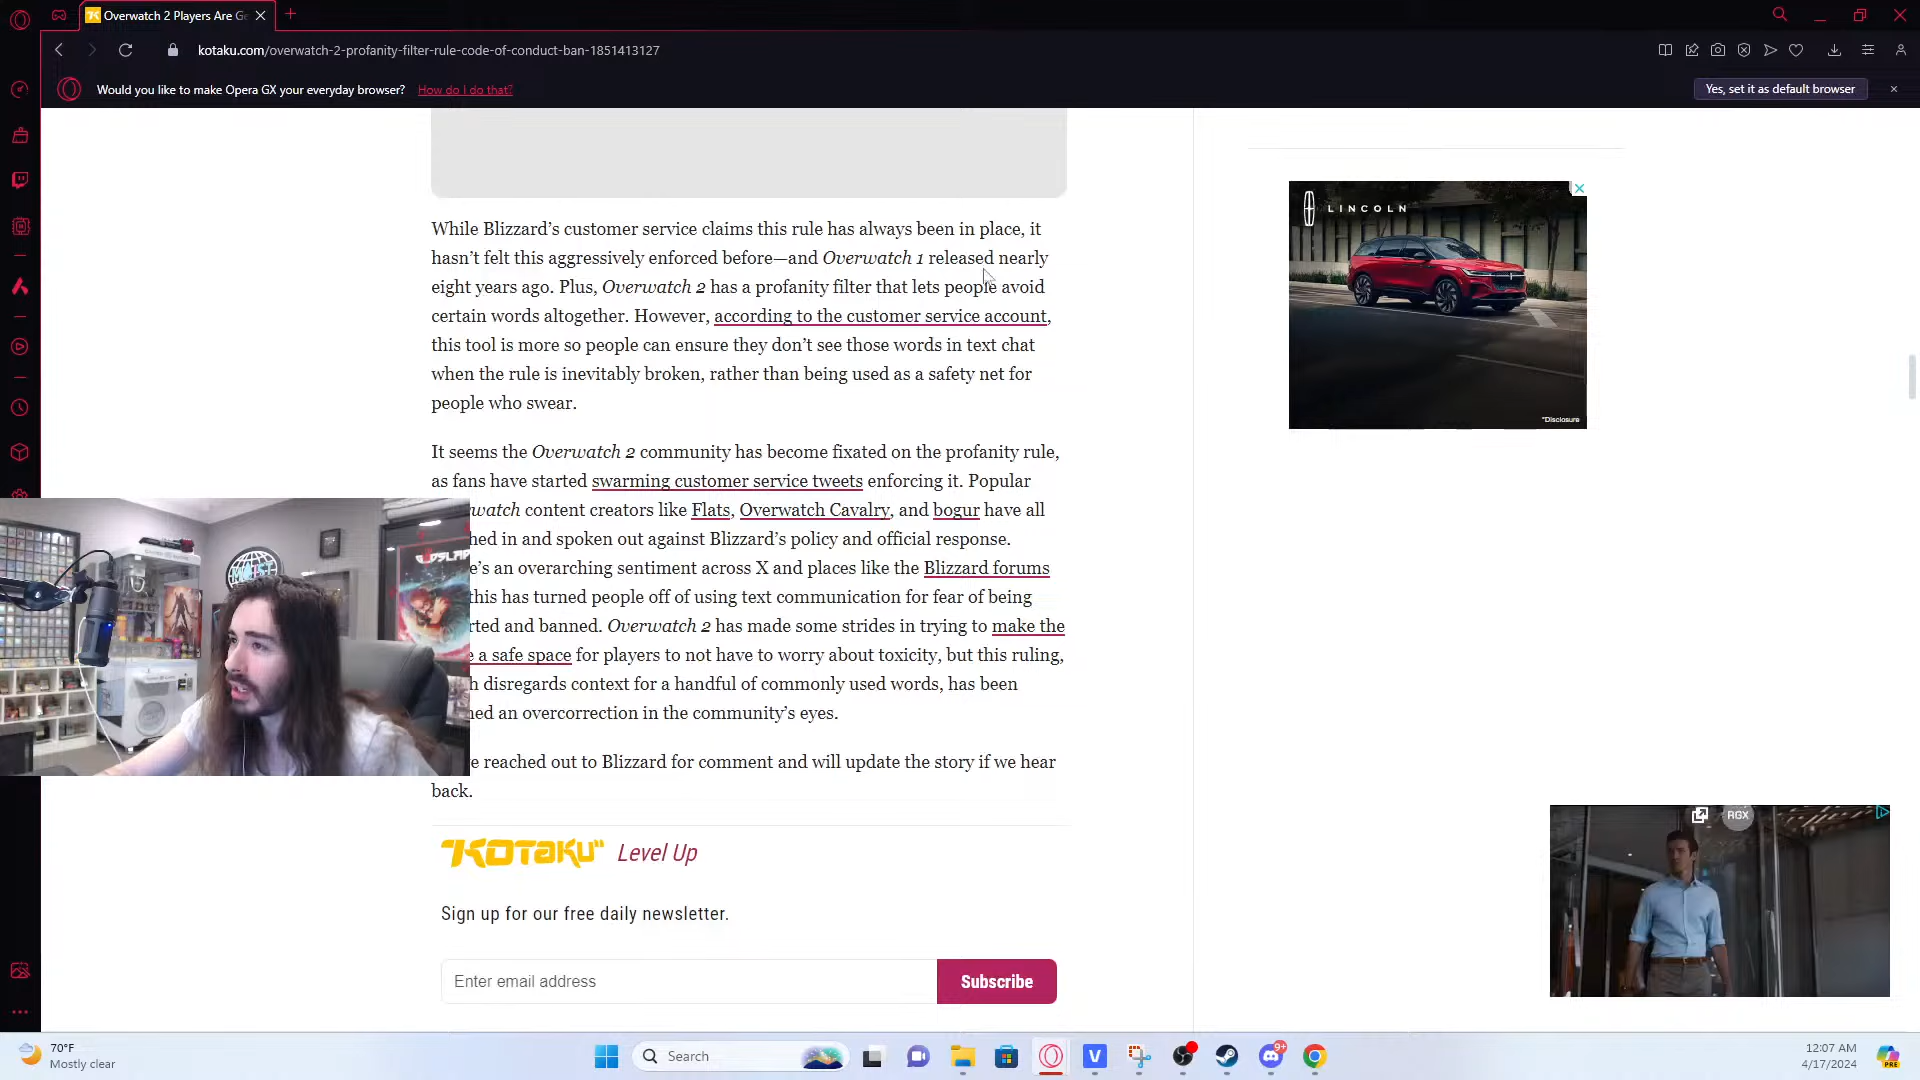 Overwatch 2 Players Are Ge
kotaku.com/overwatch-2-profanity-filter-rule-code-of-conduct-ban-1851413127
Would you like to make Opera GX your everyday browser? How do I do that?
Yes, set it as default browser
While Blizzard’s customer service claims this rule has always been in place, it
hasn’t felt this aggressively enforced before—and Overwatch 1 released nearly
eight years ago. Plus, Overwatch 2 has a profanity filter that lets people avoid
certain words altogether. However, according to the customer service account,
this tool is more so people can ensure they don’t see those words in text chat
when the rule is inevitably broken, rather than being used as a safety net for
people who swear.
It seems the Overwatch 2 community has become fixated on the profanity rule,
as fans have started swarming customer service tweets enforcing it. Popular
watch content creators like Flats, Overwatch Cavalry, and bogur have all
hed in and spoken out against Blizzard’s policy and official response.
e’s an overarching sentiment across X and places like the Blizzard forums
this has turned people off of using text communication for fear of being
rted and banned. Overwatch 2 has made some strides in trying to make the
e a safe space for players to not have to worry about toxicity, but this ruling,
h disregards context for a handful of commonly used words, has been
ned an overcorrection in the community’s eyes.
e reached out to Blizzard for comment and will update the story if we hear
back.
KOTAKU Level Up
Sign up for our free daily newsletter.
Enter email address
Subscribe
LINCOLN
*Disclosure
RGX
MOIST
70°F
Mostly clear
Search
9+
12:07 AM
4/17/2024
PRE